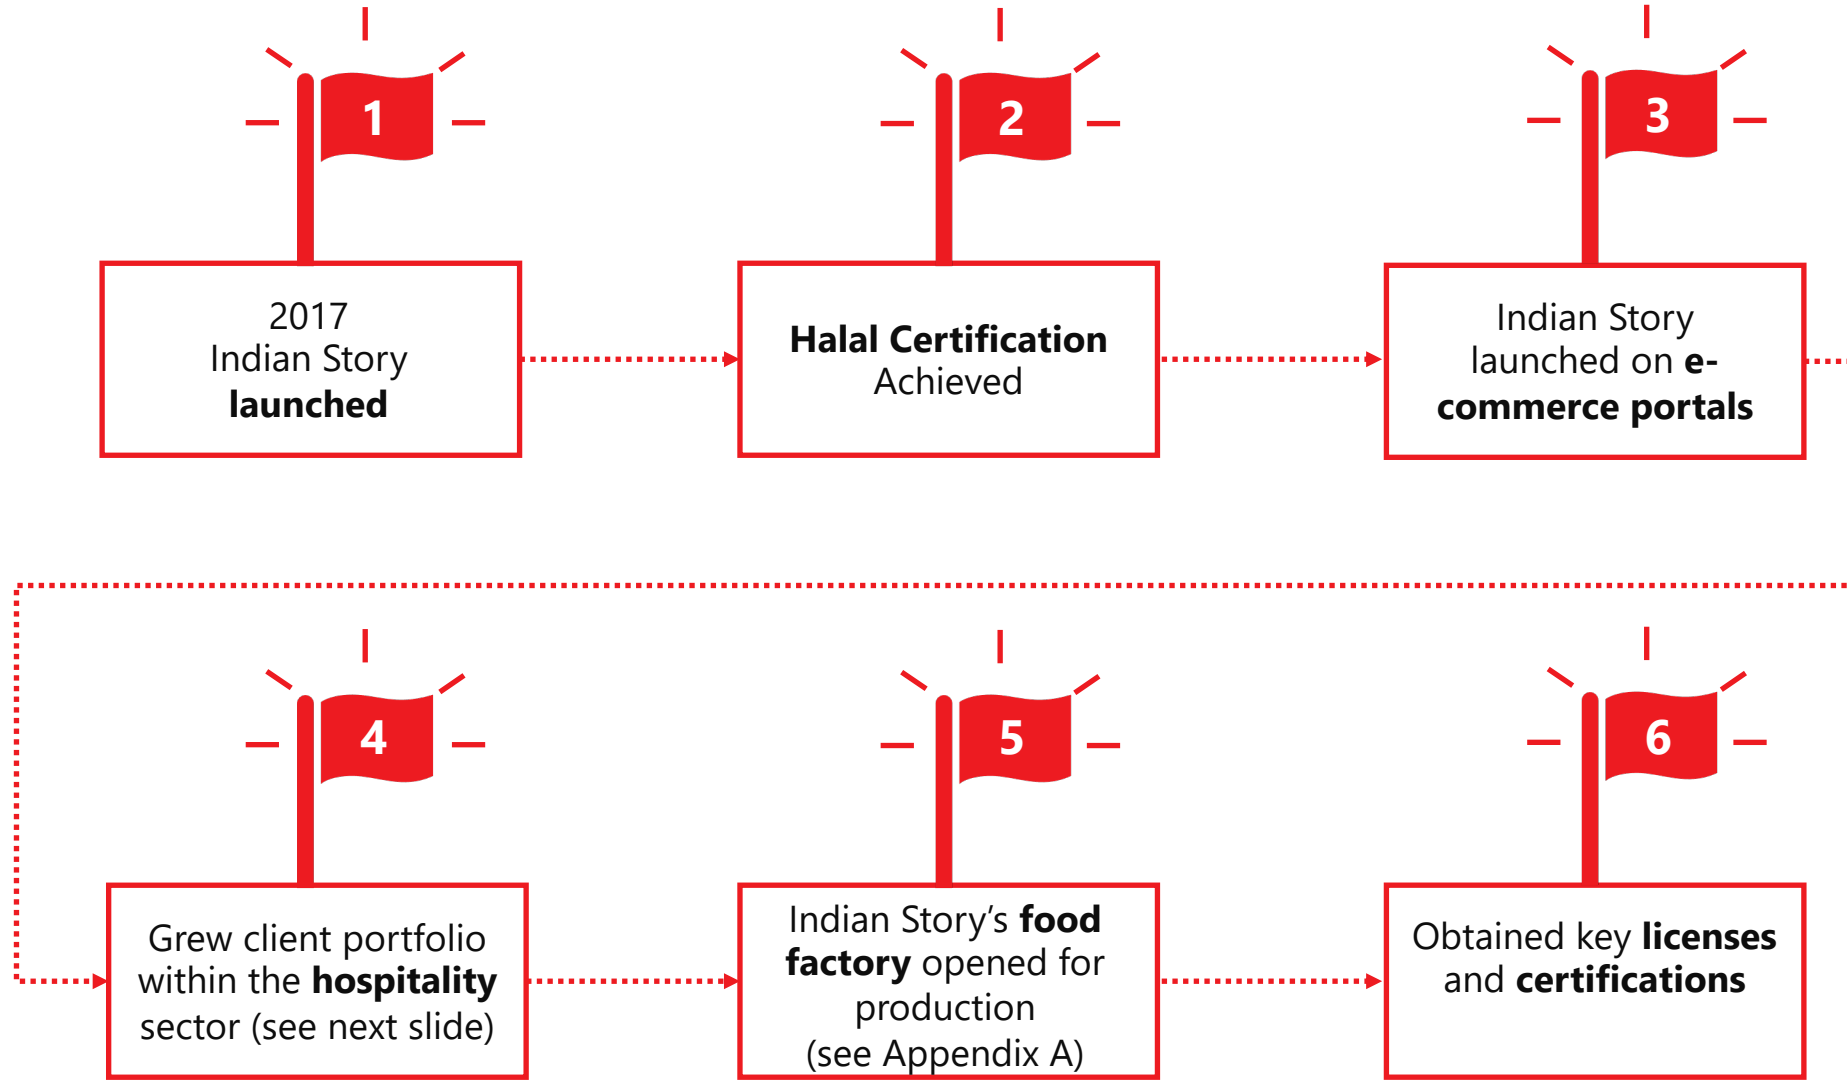 1
2017
Indian Story
launched
2
Halal Certification
Achieved
3
Indian Story
launched on e-
commerce portals
4
Grew client portfolio
within the hospitality
sector (see next slide)
5
Indian Story’s food
factory opened for
production
(see Appendix A)
6
Obtained key licenses
and certifications